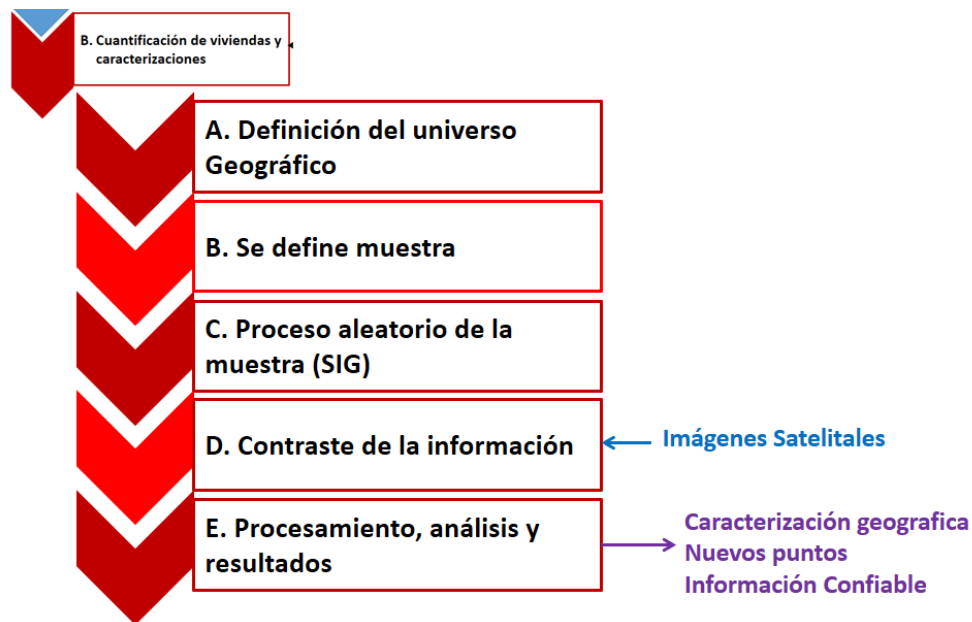 B. Cuantificación de viviendas y
caracterizaciones
A. Definición del universo
Geográfico
B. Se define muestra
C. Proceso aleatorio de la
muestra (SIG)
D. Contraste de la información
Imágenes Satelitales
E. Procesamiento, análisis y
resultados
Caracterización geografica
Nuevos puntos
Información Confiable